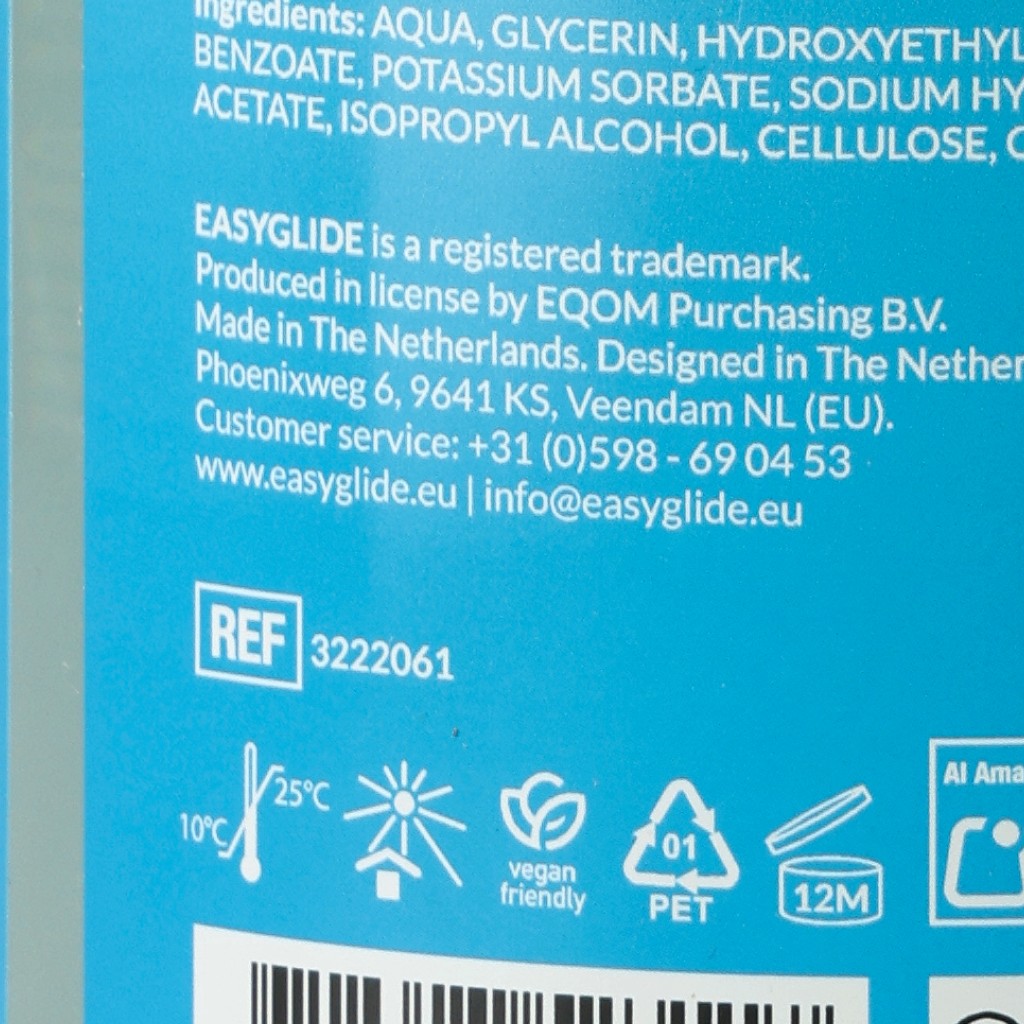 Ingredients: AQUA, GLYCERIN, HYDROXYETHYL
BENZOATE, POTASSIUM SORBATE, SODIUM HY
ACETATE, ISOPROPYL ALCOHOL, CELLULOSE,
EASYGLIDE is a registered trademark.
Produced in license by EQOM Purchasing B.V.
Made in The Netherlands. Designed in The Nether
Phoenixweg 6, 9641 KS, Veendam NL (EU).
Customer service: +31 (0)598 - 69 04 53
www.easyglide.eu | info@easyglide.eu
REF 3222061
10°C 25°C
vegan
friendly
01
PET
12M
Al Ama